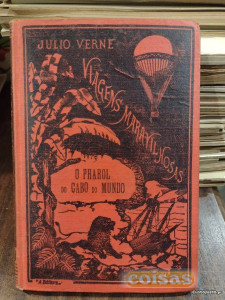 JULIO VERNE
VIAGENS MARAVILHOSAS
O PHAROL
DO CABO DO MUNDO
coisas